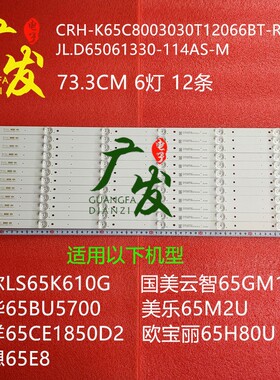 CRH-K65C8003030T12066BT-R
JL.D65061330-114AS-M
73.3CM 6灯 12条
广发
电子
GUANGFA
DIANZI
适用以下机型
LS65K610G 国美云智65GM1
65BU5700 美乐65M2U
65CE1850D2 欧宝丽65H80U
65E8